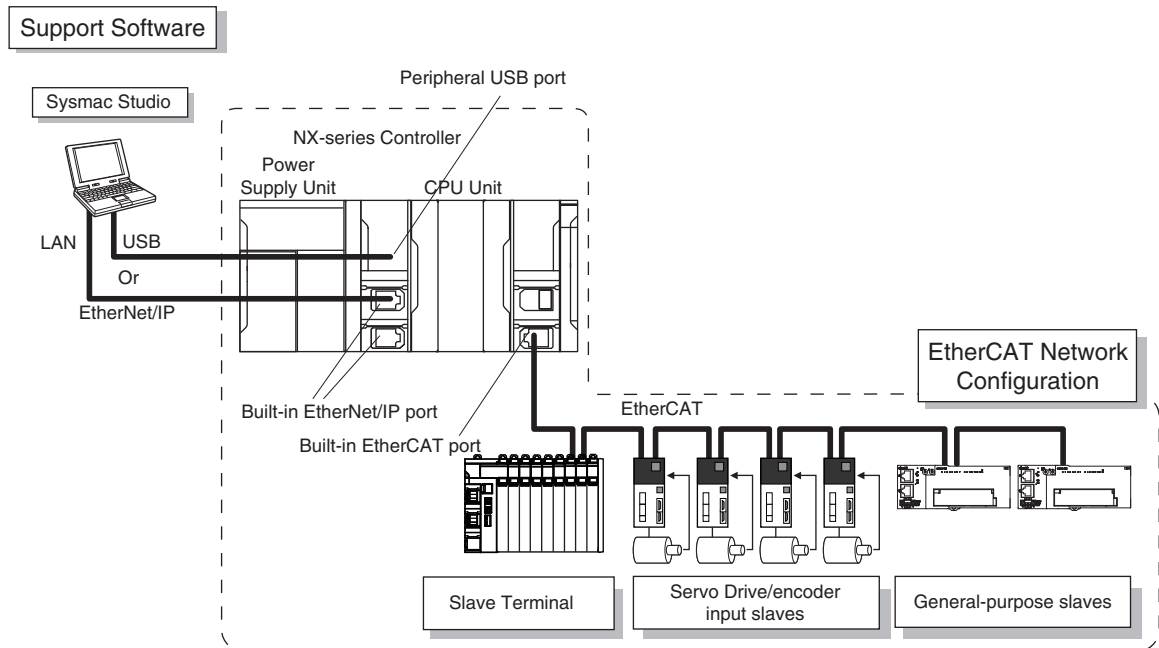 Support Software
Sysmac Studio
Peripheral USB port
NX-series Controller
Power
Supply Unit
CPU Unit
LAN
USB
Or
EtherNet/IP
Built-in EtherNet/IP port
Built-in EtherCAT port
EtherCAT
EtherCAT Network
Configuration
Slave Terminal
Servo Drive/encoder
input slaves
General-purpose slaves